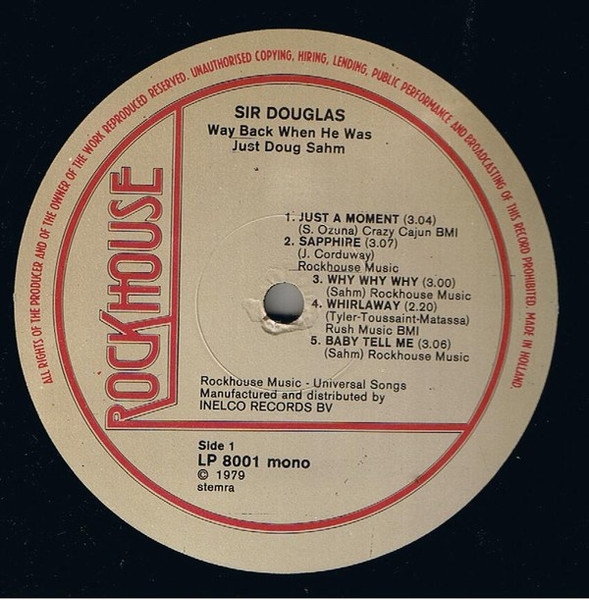 ALL RIGHTS OF THE PRODUCER AND OF THE OWNER OF THE WORK REPRODUCED RESERVED. UNAUTHORISED COPYING, HIRING, LENDING, PUBLIC PERFORMANCE AND BROADCASTING OF THIS RECORD PROHIBITED. MADE IN HOLLAND.
ROCKHOUSE
SIR DOUGLAS
Way Back When He Was
Just Doug Sahm
1. JUST A MOMENT (3.04)
(S. Ozuna) Crazy Cajun BMI
2. SAPPHIRE (3.07)
(J. Corduway)
Rockhouse Music
3. WHY WHY WHY (3.00)
(Sahm) Rockhouse Music
4. WHIRLAWAY (2.20)
(Tyler-Toussaint-Matassa)
Rush Music BMI
5. BABY TELL ME (3.06)
(Sahm) Rockhouse Music
Rockhouse Music - Universal Songs
Manufactured and distributed by
INELCO RECORDS BV
Side 1
LP 8001 mono
© 1979
stemra